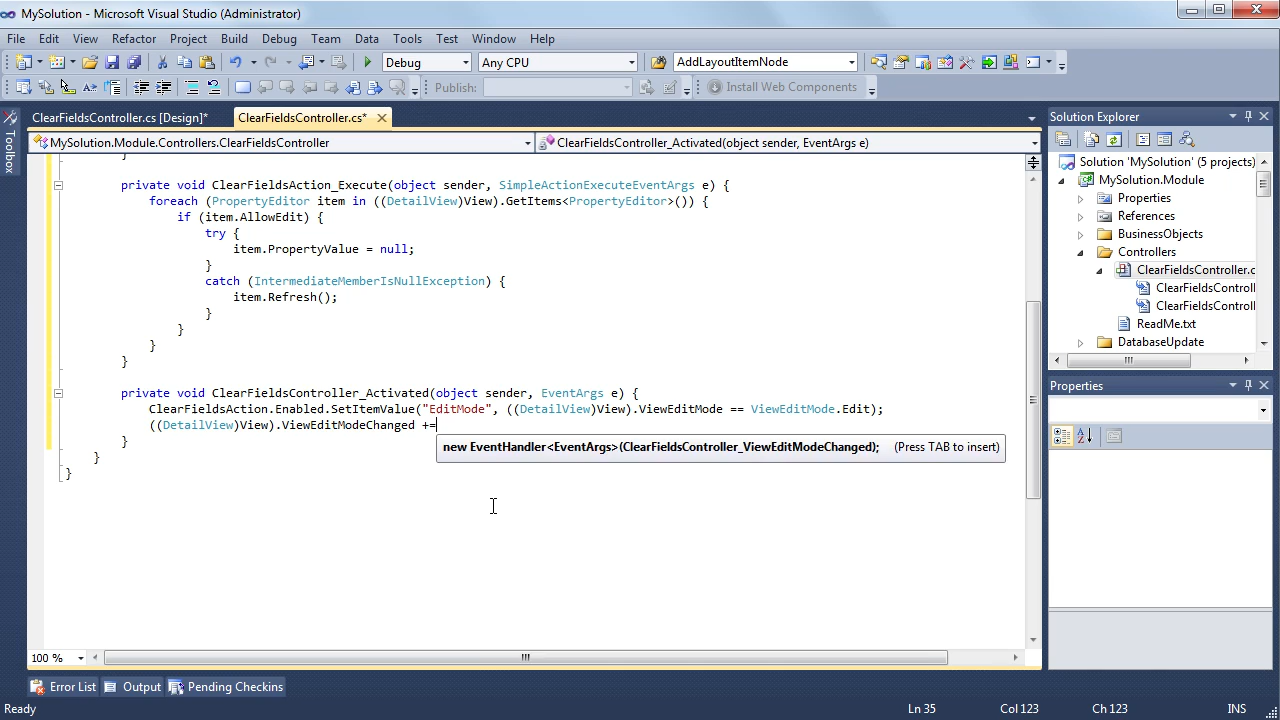 MySolution - Microsoft Visual Studio (Administrator)
File Edit View Refactor Project Build Debug Team Data Tools Test Window Help
Debug Any CPU AddLayoutItemNode
Publish: Install Web Components
Toolbox
ClearFieldsController.cs [Design]* ClearFieldsController.cs*
MySolution.Module.Controllers.ClearFieldsController ClearFieldsController_Activated(object sender, EventArgs e)
}
private void ClearFieldsAction_Execute(object sender, SimpleActionExecuteEventArgs e) {
foreach (PropertyEditor item in ((DetailView)View).GetItems<PropertyEditor>()) {
if (item.AllowEdit) {
try {
item.PropertyValue = null;
}
catch (IntermediateMemberIsNullException) {
item.Refresh();
}
}
}
}
private void ClearFieldsController_Activated(object sender, EventArgs e) {
ClearFieldsAction.Enabled.SetItemValue("EditMode", ((DetailView)View).ViewEditMode == ViewEditMode.Edit);
((DetailView)View).ViewEditModeChanged +=
new EventHandler<EventArgs>(ClearFieldsController_ViewEditModeChanged); (Press TAB to insert)
}
}
}
100 %
Solution Explorer
Solution 'MySolution' (5 projects)
MySolution.Module
Properties
References
BusinessObjects
Controllers
ClearFieldsController.c
ClearFieldsControll
ClearFieldsControll
ReadMe.txt
DatabaseUpdate
Properties
Error List Output Pending Checkins
Ready Ln 35 Col 123 Ch 123 INS